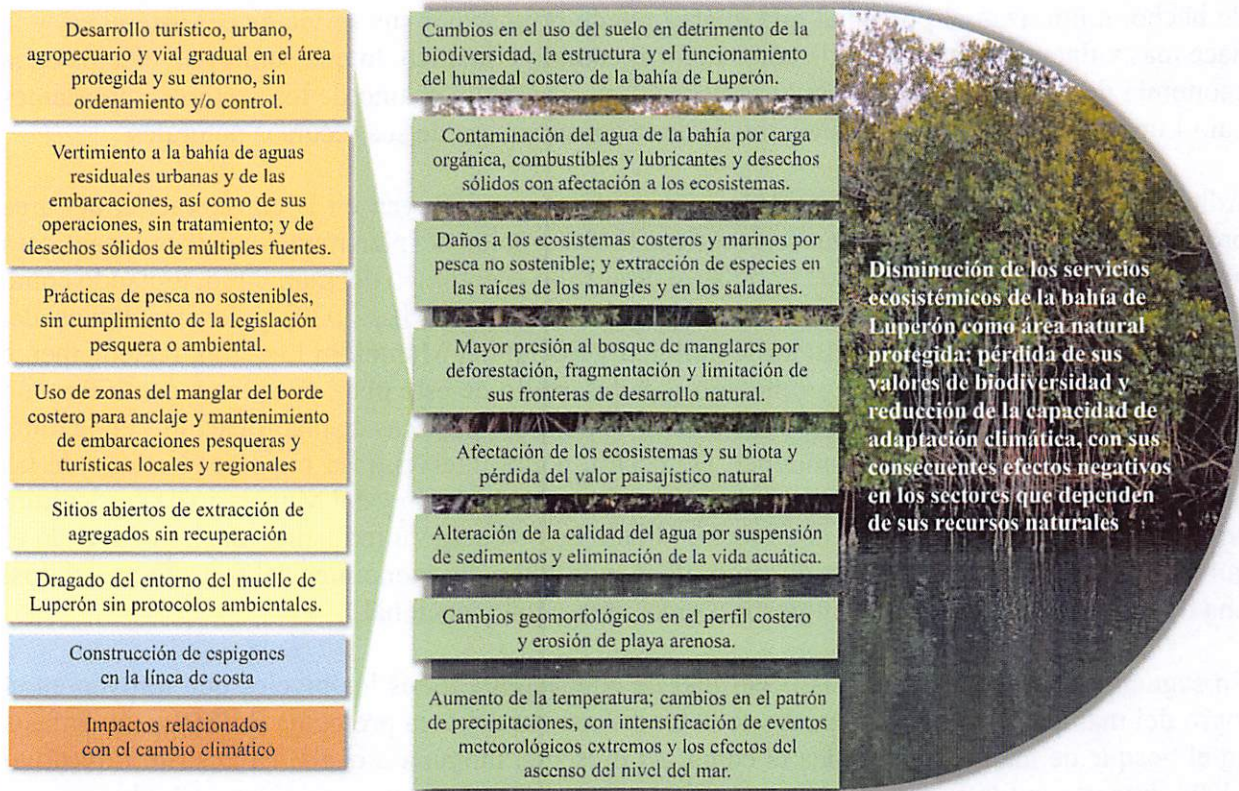 Desarrollo turístico, urbano,
agropecuario y vial gradual en el área
protegida y su entorno, sin
ordenamiento y/o control.
Vertimiento a la bahía de aguas
residuales urbanas y de las
embarcaciones, así como de sus
operaciones, sin tratamiento; y de
desechos sólidos de múltiples fuentes.
Prácticas de pesca no sostenibles,
sin cumplimiento de la legislación
pesquera o ambiental.
Uso de zonas del manglar del borde
costero para anclaje y mantenimiento
de embarcaciones pesqueras y
turísticas locales y regionales
Sitios abiertos de extracción de
agregados sin recuperación
Dragado del entorno del muelle de
Luperón sin protocolos ambientales.
Construcción de espigones
en la línea de costa
Impactos relacionados
con el cambio climático
Cambios en el uso del suelo en detrimento de la
biodiversidad, la estructura y el funcionamiento
del humedal costero de la bahía de Luperón.
Contaminación del agua de la bahía por carga
orgánica, combustibles y lubricantes y desechos
sólidos con afectación a los ecosistemas.
Daños a los ecosistemas costeros y marinos por
pesca no sostenible; y extracción de especies en
las raíces de los mangles y en los saladares.
Mayor presión al bosque de manglares por
deforestación, fragmentación y limitación de
sus fronteras de desarrollo natural.
Afectación de los ecosistemas y su biota y
pérdida del valor paisajístico natural
Alteración de la calidad del agua por suspensión
de sedimentos y eliminación de la vida acuática.
Cambios geomorfológicos en el perfil costero
y erosión de playa arenosa.
Aumento de la temperatura; cambios en el patrón
de precipitaciones, con intensificación de eventos
meteorológicos extremos y los efectos del
ascenso del nivel del mar.
Disminución de los servicios
ecosistémicos de la bahía de
Luperón como área natural
protegida; pérdida de sus
valores de biodiversidad y
reducción de la capacidad de
adaptación climática, con sus
consecuentes efectos negativos
en los sectores que dependen
de sus recursos naturales